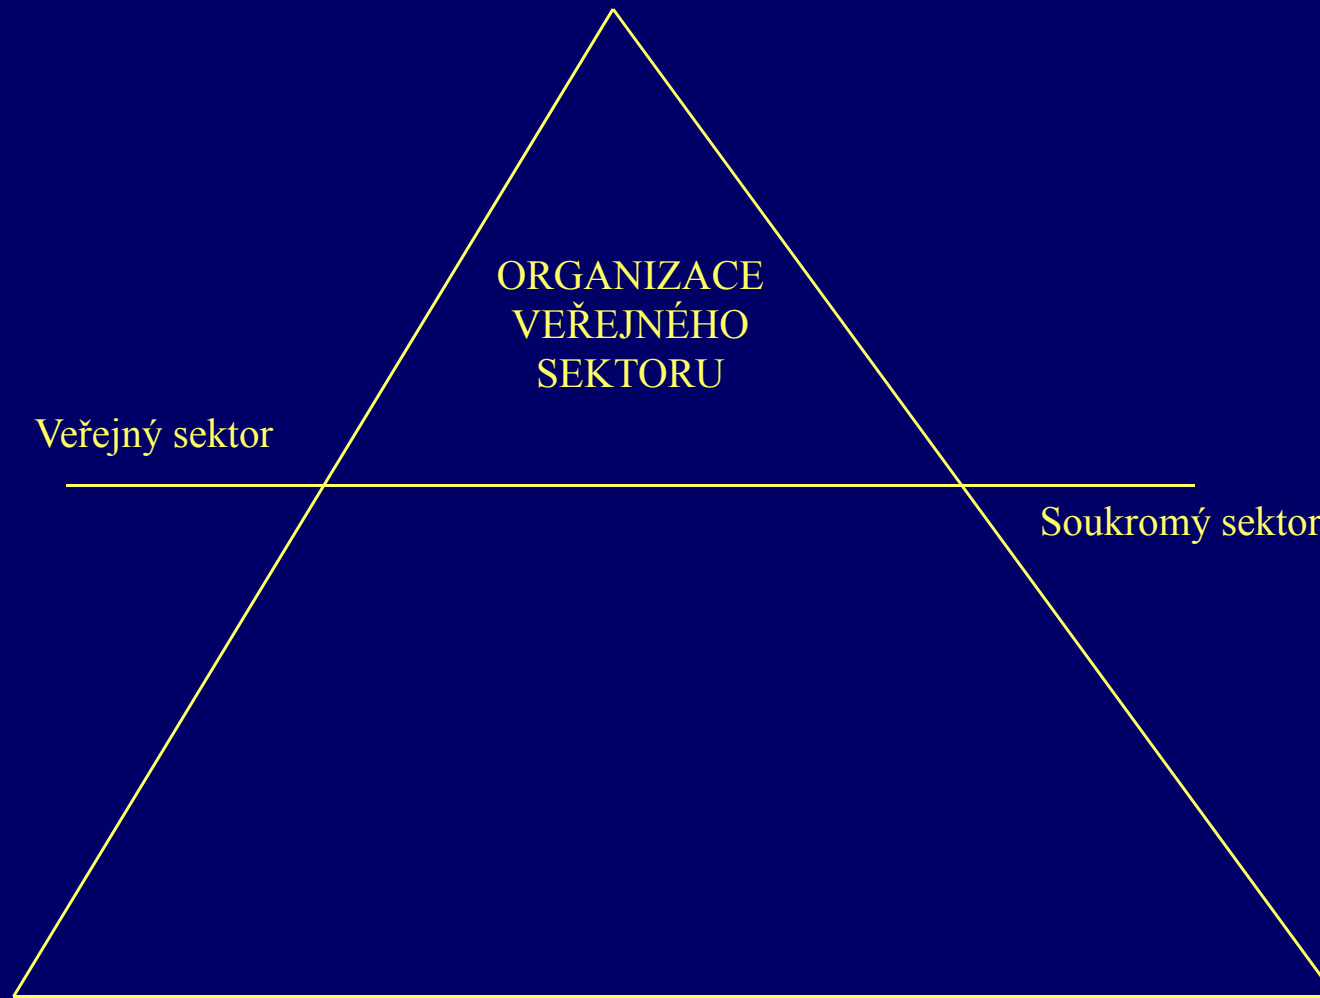 ORGANIZACE
VEŘEJNÉHO
SEKTORU
Veřejný sektor
Soukromý sektor